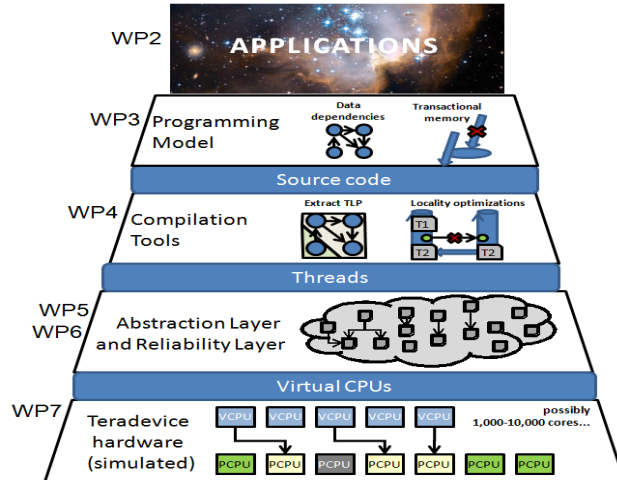 WP2
APPLICATIONS
WP3
Programming
Model
Data
dependencies
Transactional
memory
Source code
WP4
Compilation
Tools
Extract TLP
Locality optimizations
T1
T2
T2
Threads
WP5
WP6
Abstraction Layer
and Reliability Layer
Virtual CPUs
WP7
Teradevice
hardware
(simulated)
VCPU VCPU VCPU VCPU VCPU
possibly
1,000-10,000 cores...
PCPU PCPU PCPU PCPU PCPU PCPU PCPU